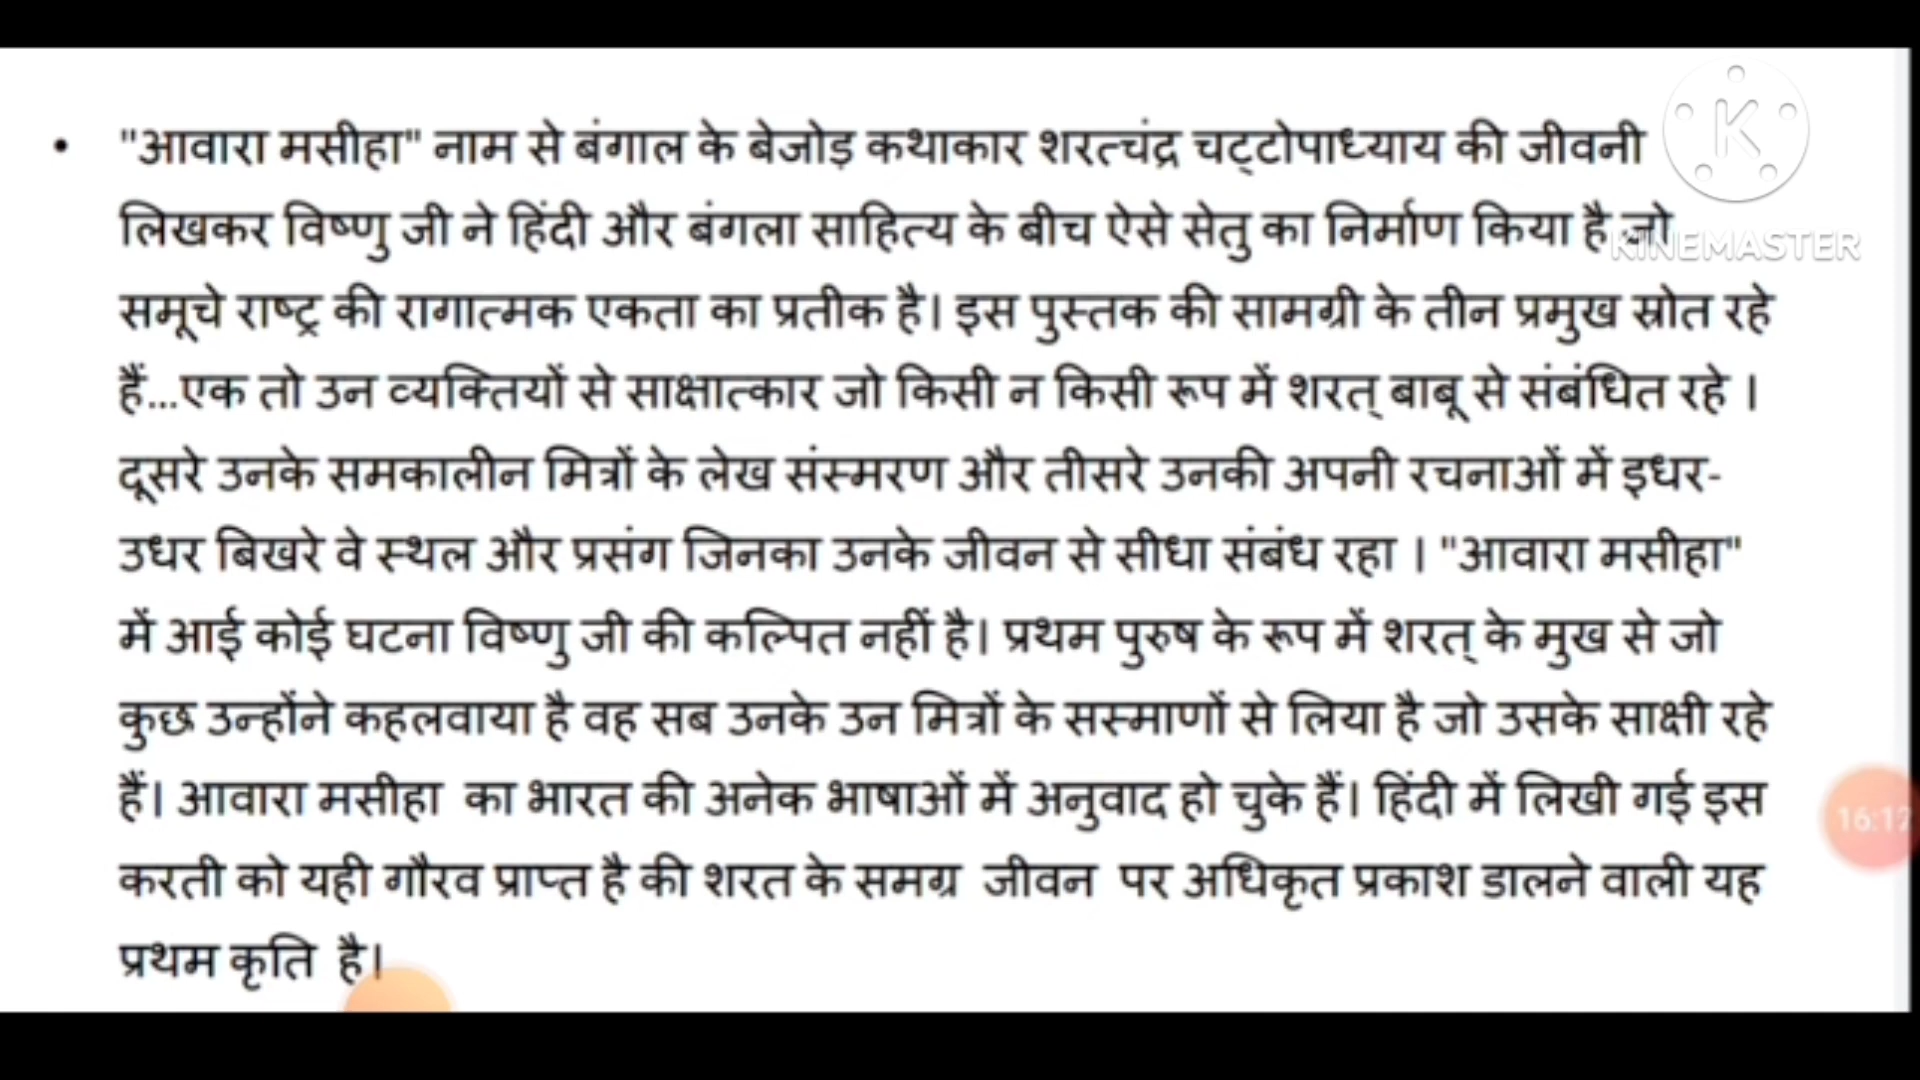 • "आवारा मसीहा" नाम से बंगाल के बेजोड़ कथाकार शरत्चंद्र चट्टोपाध्याय की जीवनी
लिखकर विष्णु जी ने हिंदी और बंगला साहित्य के बीच ऐसे सेतु का निर्माण किया है जो
KINEMASTER
समूचे राष्ट्र की रागात्मक एकता का प्रतीक है। इस पुस्तक की सामग्री के तीन प्रमुख स्रोत रहे
हैं...एक तो उन व्यक्तियों से साक्षात्कार जो किसी न किसी रूप में शरत् बाबू से संबंधित रहे ।
दूसरे उनके समकालीन मित्रों के लेख संस्मरण और तीसरे उनकी अपनी रचनाओं में इधर-
उधर बिखरे वे स्थल और प्रसंग जिनका उनके जीवन से सीधा संबंध रहा । "आवारा मसीहा"
में आई कोई घटना विष्णु जी की कल्पित नहीं है। प्रथम पुरुष के रूप में शरत् के मुख से जो
कुछ उन्होंने कहलवाया है वह सब उनके उन मित्रों के सस्माणों से लिया है जो उसके साक्षी रहे
हैं। आवारा मसीहा का भारत की अनेक भाषाओं में अनुवाद हो चुके हैं। हिंदी में लिखी गई इस
16:12
करती को यही गौरव प्राप्त है की शरत के समग्र जीवन पर अधिकृत प्रकाश डालने वाली यह
प्रथम कृति है।